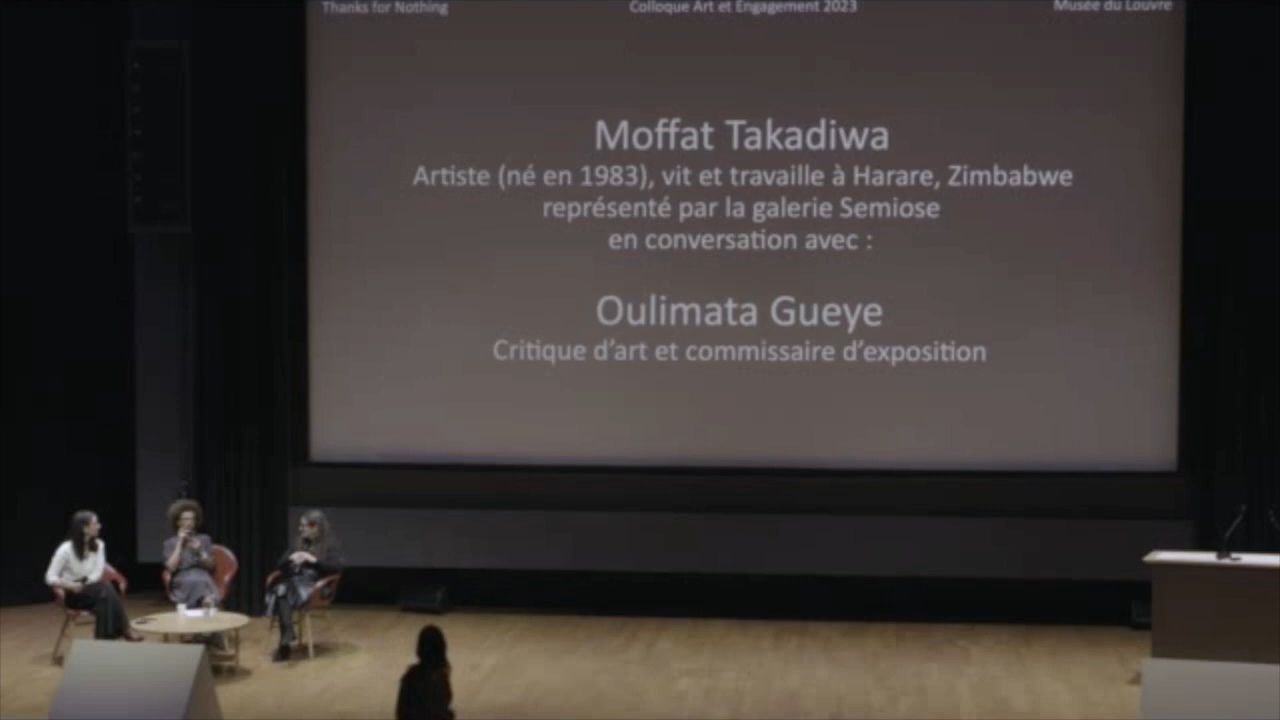 Thanks for Nothing
Colloque Art et Engagement 2023
Musée du Louvre
Moffat Takadiwa
Artiste (né en 1983), vit et travaille à Harare, Zimbabwe
représenté par la galerie Semiose
en conversation avec :
Oulimata Gueye
Critique d'art et commissaire d'exposition